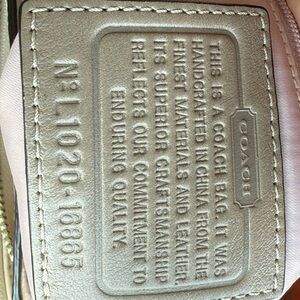 COACH
THIS IS A COACH BAG. IT WAS
HANDCRAFTED IN CHINA FROM THE
FINEST MATERIALS AND LEATHER.
ITS SUPERIOR CRAFTSMANSHIP
REFLECTS OUR COMMITMENT TO
ENDURING QUALITY.
Nº L1020-16865